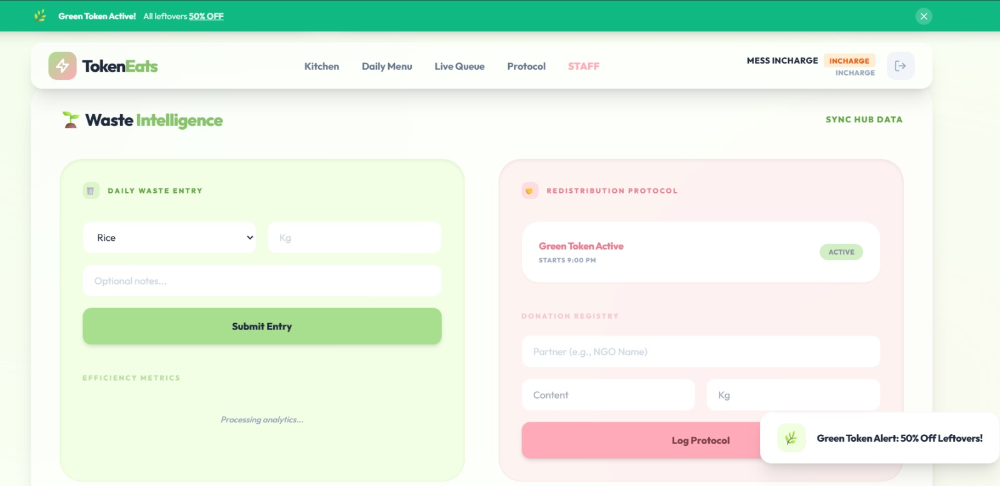 Green Token Active! All leftovers 50% OFF
TokenEats
Kitchen Daily Menu Live Queue Protocol STAFF
MESS INCHARGE INCHARGE
INCHARGE
Waste Intelligence
SYNC HUB DATA
DAILY WASTE ENTRY
Rice Kg
Optional notes...
Submit Entry
EFFICIENCY METRICS
Processing analytics...
REDISTRIBUTION PROTOCOL
Green Token Active
STARTS 9:00 PM
ACTIVE
DONATION REGISTRY
Partner (e.g., NGO Name)
Content Kg
Log Protocol
Green Token Alert: 50% Off Leftovers!